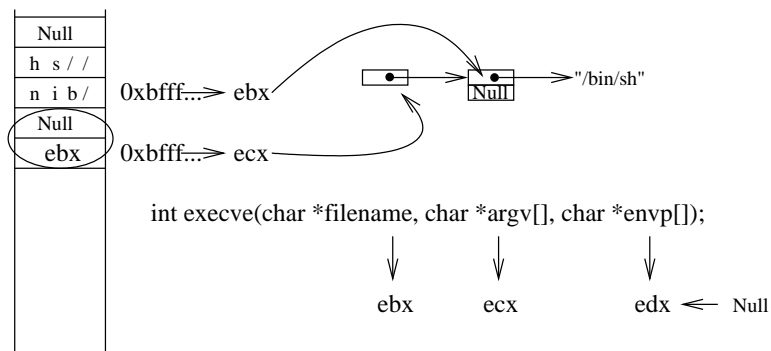 Null
h s / /
n i b /
0xbfff... ebx
"/bin/sh"
Null
Null
ebx
0xbfff... ecx
int execve(char *filename, char *argv[], char *envp[]);
ebx
ecx
edx
Null